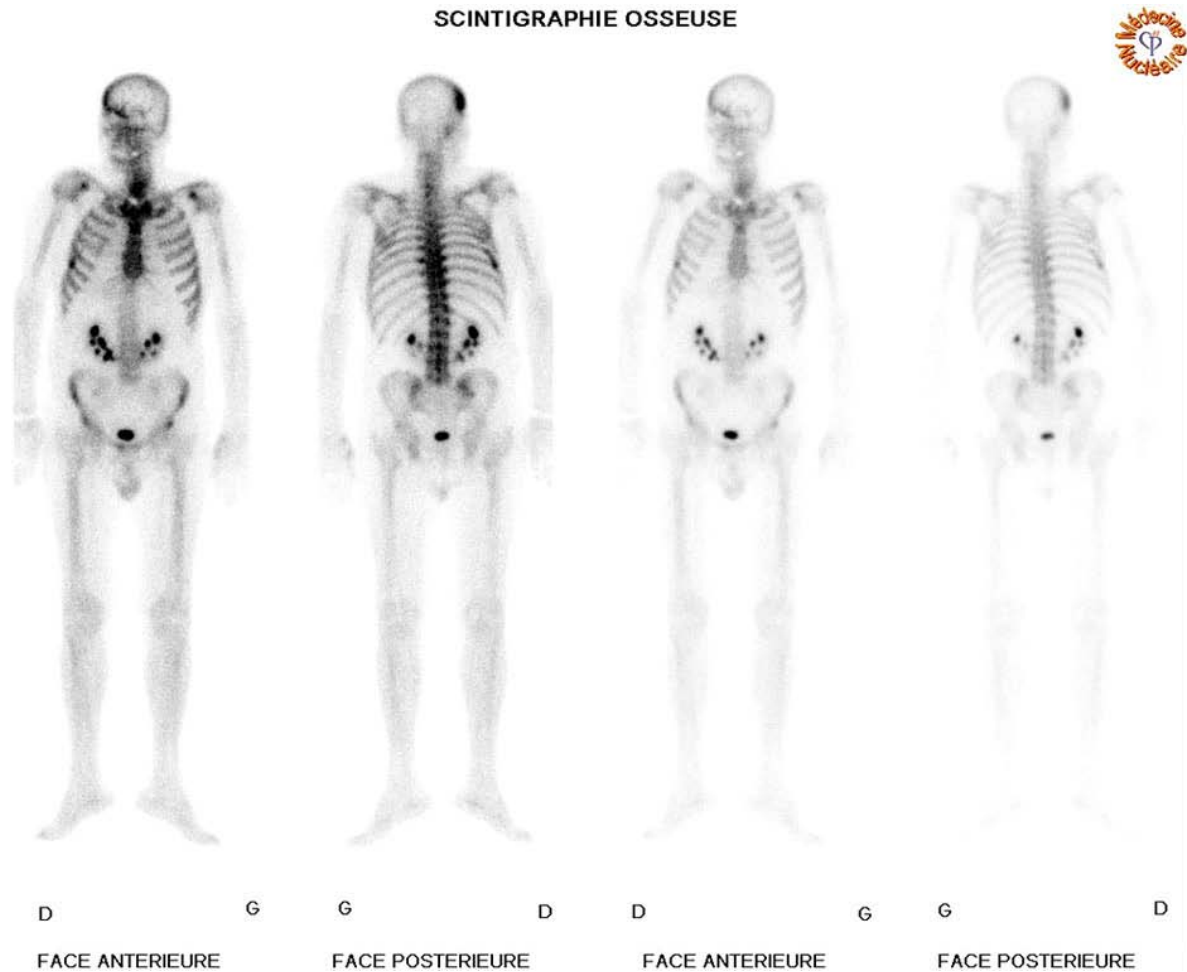 SCINTIGRAPHIE OSSEUSE
Médecine
Nucléaire
D G G D D G G D
FACE ANTERIEURE FACE POSTERIEURE FACE ANTERIEURE FACE POSTERIEURE